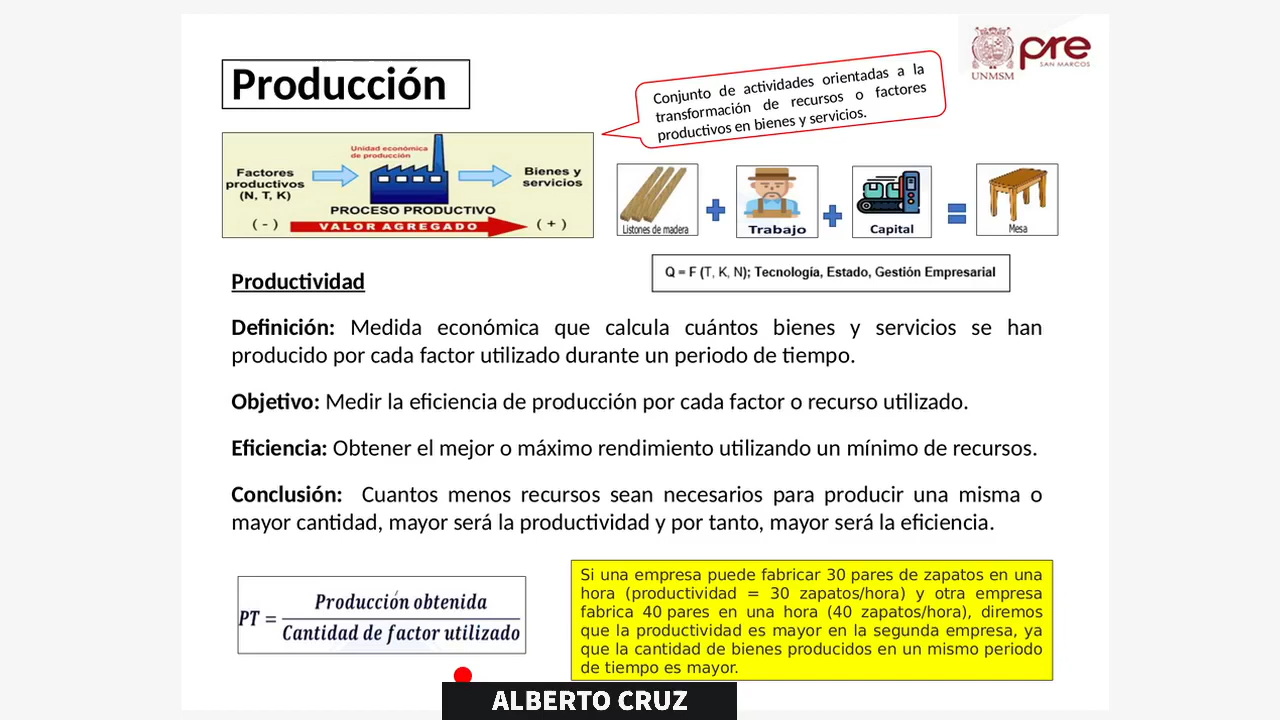 Producción
Conjunto de actividades orientadas a la
transformación de recursos o factores
productivos en bienes y servicios.
UNMSM
pre
SAN MARCOS
Unidad económica
de producción
Factores
productivos
(N, T, K)
Bienes y
servicios
PROCESO PRODUCTIVO
( - )
VALOR AGREGADO
( + )
Listones de madera
Trabajo
Capital
Mesa
Q = F (T, K, N); Tecnología, Estado, Gestión Empresarial
Productividad
Definición: Medida económica que calcula cuántos bienes y servicios se han
producido por cada factor utilizado durante un periodo de tiempo.
Objetivo: Medir la eficiencia de producción por cada factor o recurso utilizado.
Eficiencia: Obtener el mejor o máximo rendimiento utilizando un mínimo de recursos.
Conclusión: Cuantos menos recursos sean necesarios para producir una misma o
mayor cantidad, mayor será la productividad y por tanto, mayor será la eficiencia.
PT = Producción obtenida
Cantidad de factor utilizado
Si una empresa puede fabricar 30 pares de zapatos en una
hora (productividad = 30 zapatos/hora) y otra empresa
fabrica 40 pares en una hora (40 zapatos/hora), diremos
que la productividad es mayor en la segunda empresa, ya
que la cantidad de bienes producidos en un mismo periodo
de tiempo es mayor.
ALBERTO CRUZ